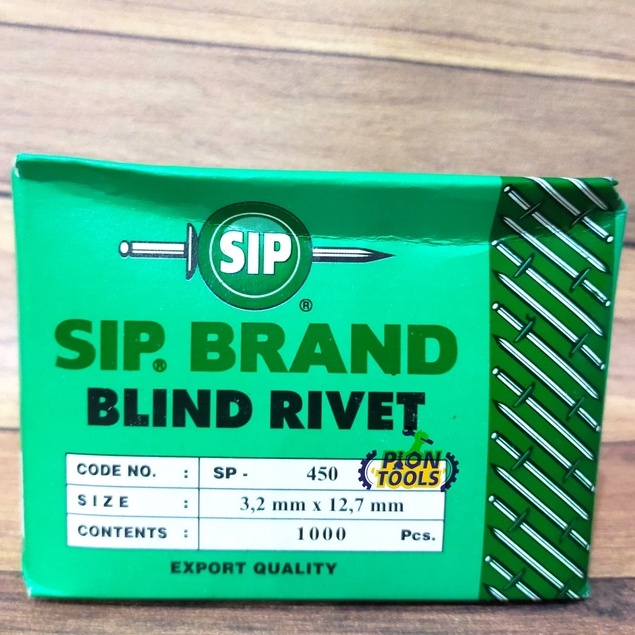 SIP
®
SIP® BRAND
BLIND RIVET
CODE NO. : SP - 450
SIZE : 3,2 mm x 12,7 mm
CONTENTS : 1000 Pcs.
PION
TOOLS
EXPORT QUALITY